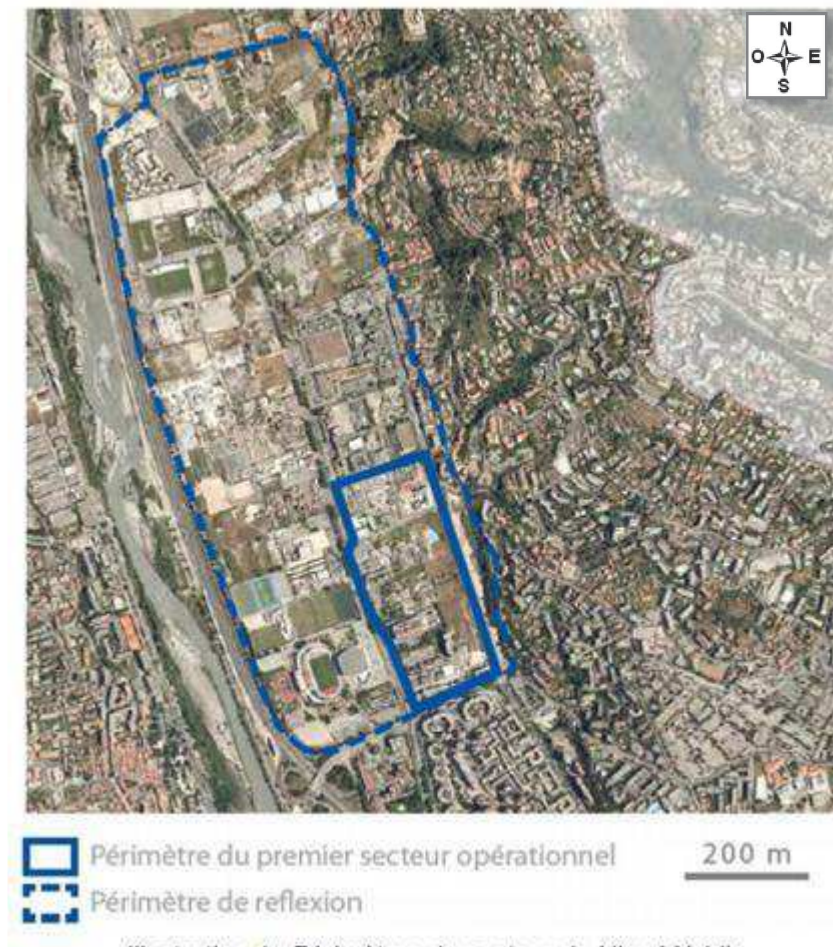 N
O E
S
Périmètre du premier secteur opérationnel
200 m
Périmètre de reflexion